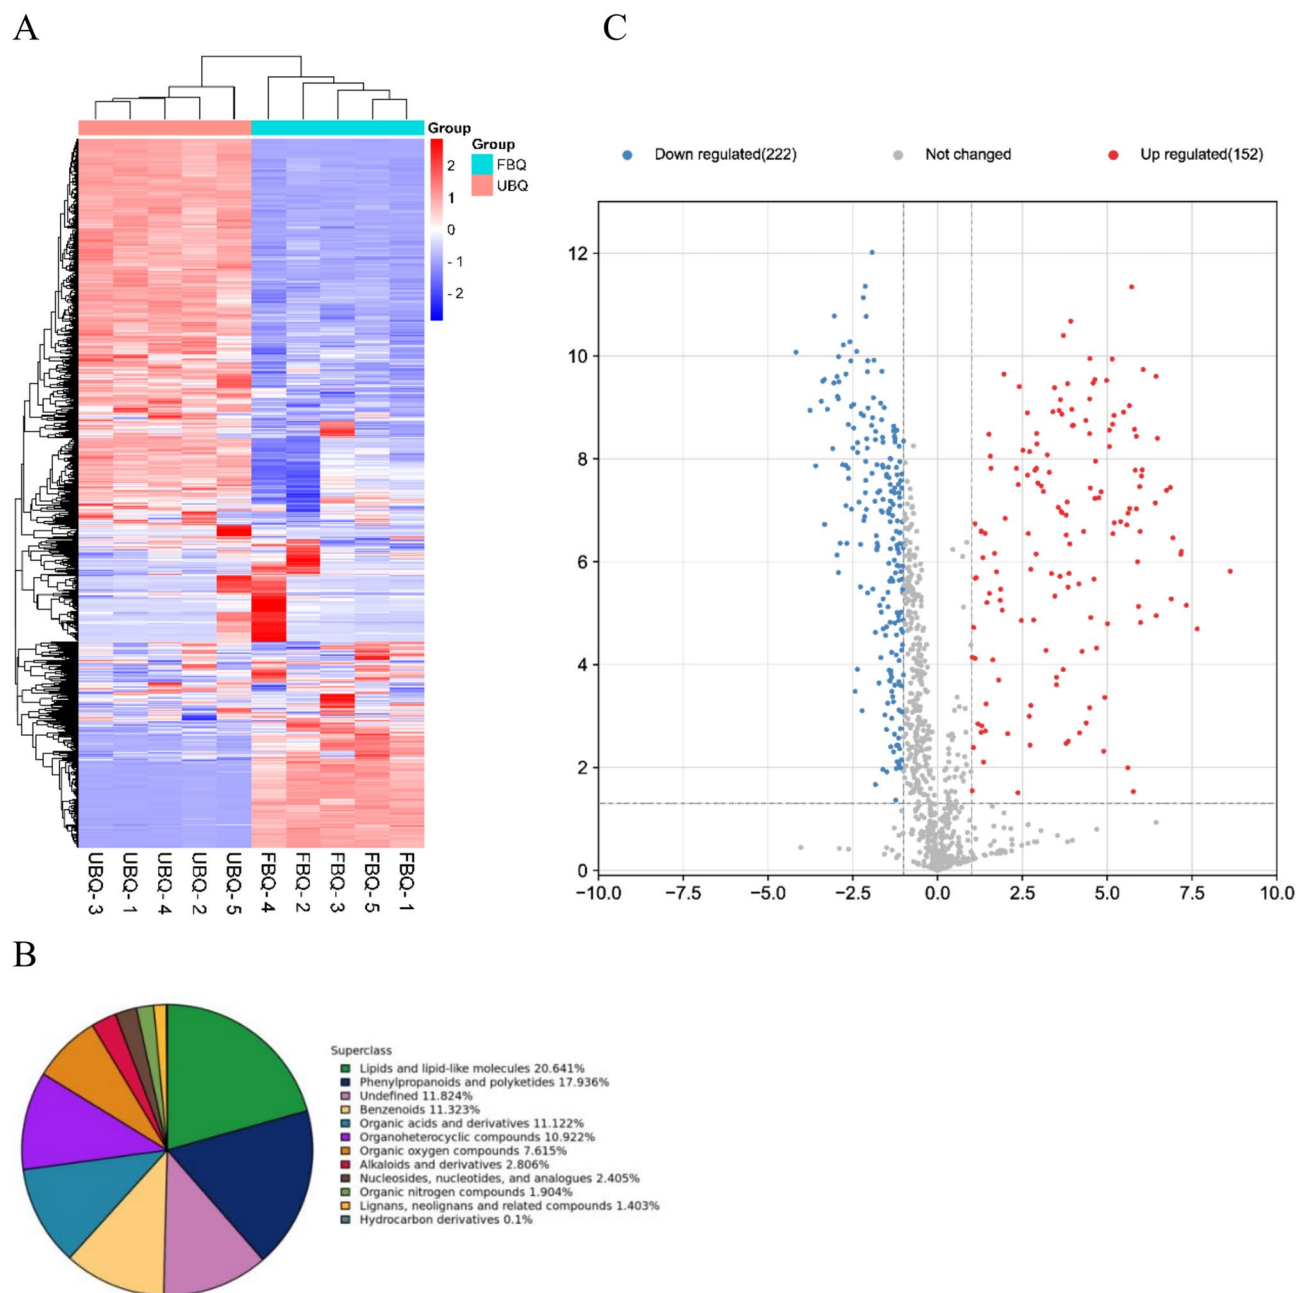 A
C
Group
2
1
0
- 1
- 2
Group
FBQ
UBQ
UBQ- 3
UBQ- 1
UBQ- 4
UBQ- 2
UBQ- 5
FBQ- 4
FBQ- 2
FBQ- 3
FBQ- 5
FBQ- 1
Down regulated(222)
Not changed
Up regulated(152)
12
10
8
6
4
2
0
−10.0 −7.5 −5.0 −2.5 0.0 2.5 5.0 7.5 10.0
B
Superclass
Lipids and lipid-like molecules 20.641%
Phenylpropanoids and polyketides 17.936%
Undefined 11.824%
Benzenoids 11.323%
Organic acids and derivatives 11.122%
Organoheterocyclic compounds 10.922%
Organic oxygen compounds 7.615%
Alkaloids and derivatives 2.806%
Nucleosides, nucleotides, and analogues 2.405%
Organic nitrogen compounds 1.904%
Lignans, neolignans and related compounds 1.403%
Hydrocarbon derivatives 0.1%